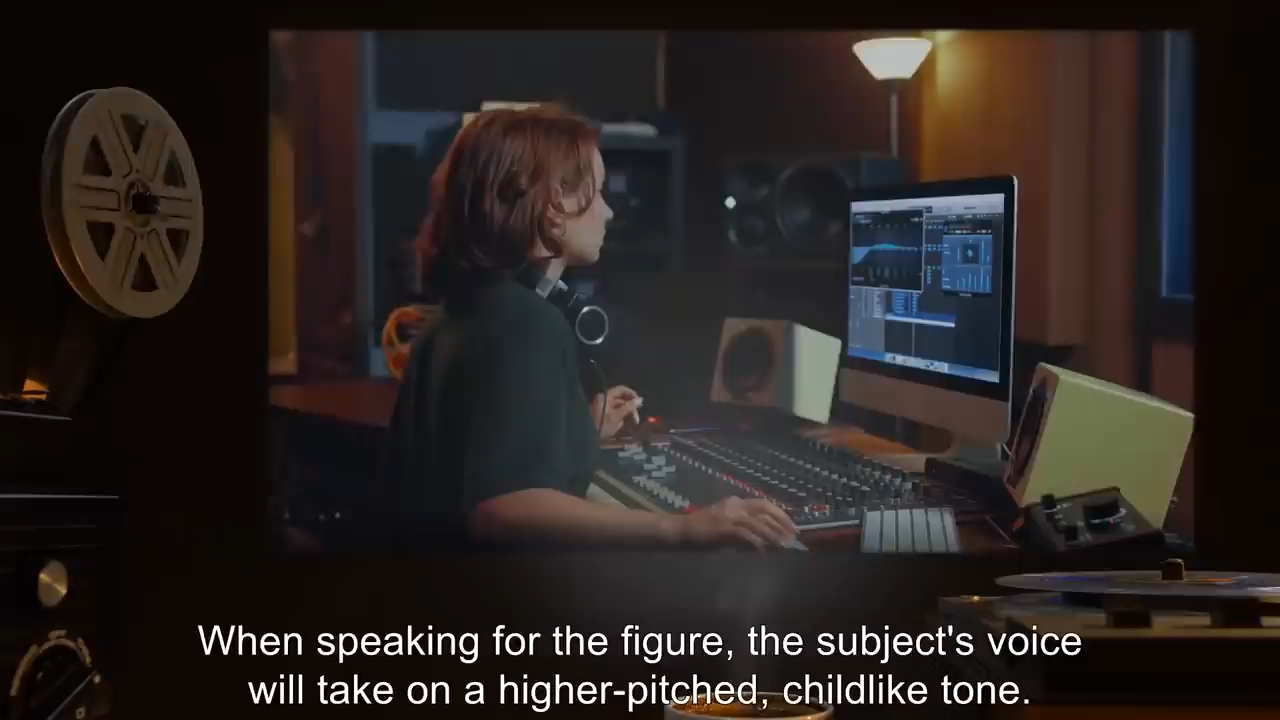 When speaking for the figure, the subject's voice
will take on a higher-pitched, childlike tone.